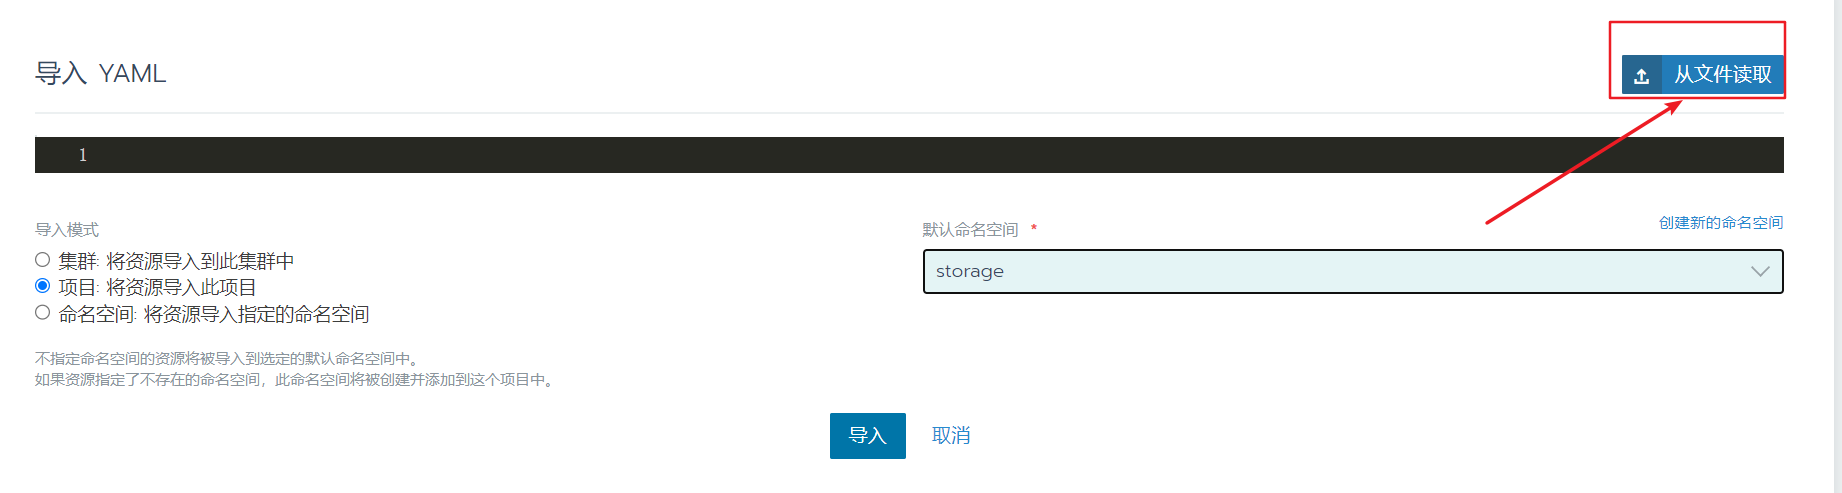 导入 YAML
从文件读取
1
导入模式
集群: 将资源导入到此集群中
项目: 将资源导入此项目
命名空间: 将资源导入指定的命名空间
默认命名空间 *
创建新的命名空间
storage
不指定命名空间的资源将被导入到选定的默认命名空间中。
如果资源指定了不存在的命名空间，此命名空间将被创建并添加到这个项目中。
导入
取消